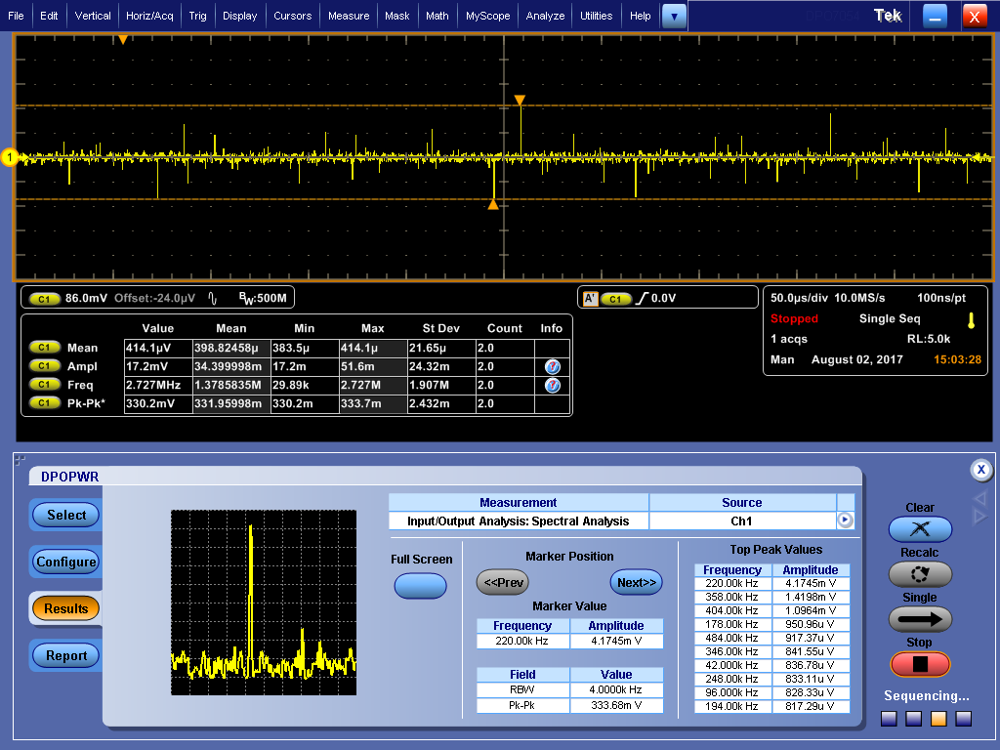 File Edit Vertical Horiz/Acq Trig Display Cursors Measure Mask Math MyScope Analyze Utilities Help Tek X
1
C1 86.0mV Offset:-24.0µV BW:500M
A' C1 0.0V
50.0µs/div 10.0MS/s 100ns/pt
Stopped Single Seq
1 acqs RL:5.0k
Man August 02, 2017 15:03:28
Value Mean Min Max St Dev Count Info
C1 Mean 414.1µV 398.82458µ 383.5µ 414.1µ 21.65µ 2.0
C1 Ampl 17.2mV 34.399998m 17.2m 51.6m 24.32m 2.0
C1 Freq 2.727MHz 1.3785835M 29.89k 2.727M 1.907M 2.0
C1 Pk-Pk* 330.2mV 331.95998m 330.2m 333.7m 2.432m 2.0
DPOPWR
X
Select
Configure
Results
Report
Measurement Source
Input/Output Analysis: Spectral Analysis Ch1
Full Screen
Marker Position
<<Prev Next>>
Marker Value
Frequency Amplitude
220.00k Hz 4.1745m V
Field Value
RBW 4.0000k Hz
Pk-Pk 333.68m V
Top Peak Values
Frequency Amplitude
220.00k Hz 4.1745m V
358.00k Hz 1.4198m V
404.00k Hz 1.0964m V
178.00k Hz 950.96u V
484.00k Hz 917.37u V
346.00k Hz 841.55u V
42.000k Hz 836.78u V
248.00k Hz 833.11u V
96.000k Hz 828.33u V
194.00k Hz 817.29u V
Clear
Recalc
Single
Stop
Sequencing...